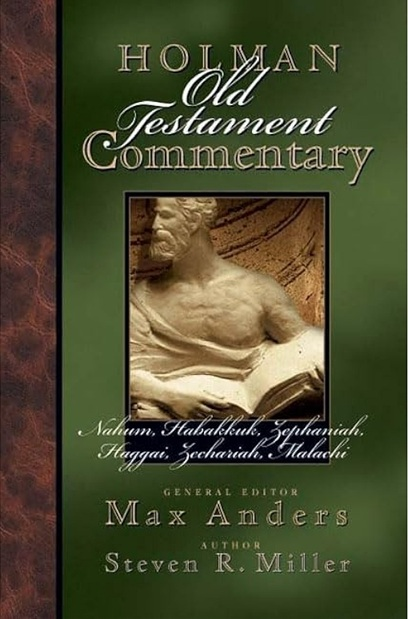 HOLMAN
Old
Testament
Commentary
Nahum, Habakkuk, Zephaniah,
Haggai, Zechariah, Malachi
GENERAL EDITOR
Max Anders
AUTHOR
Steven R. Miller